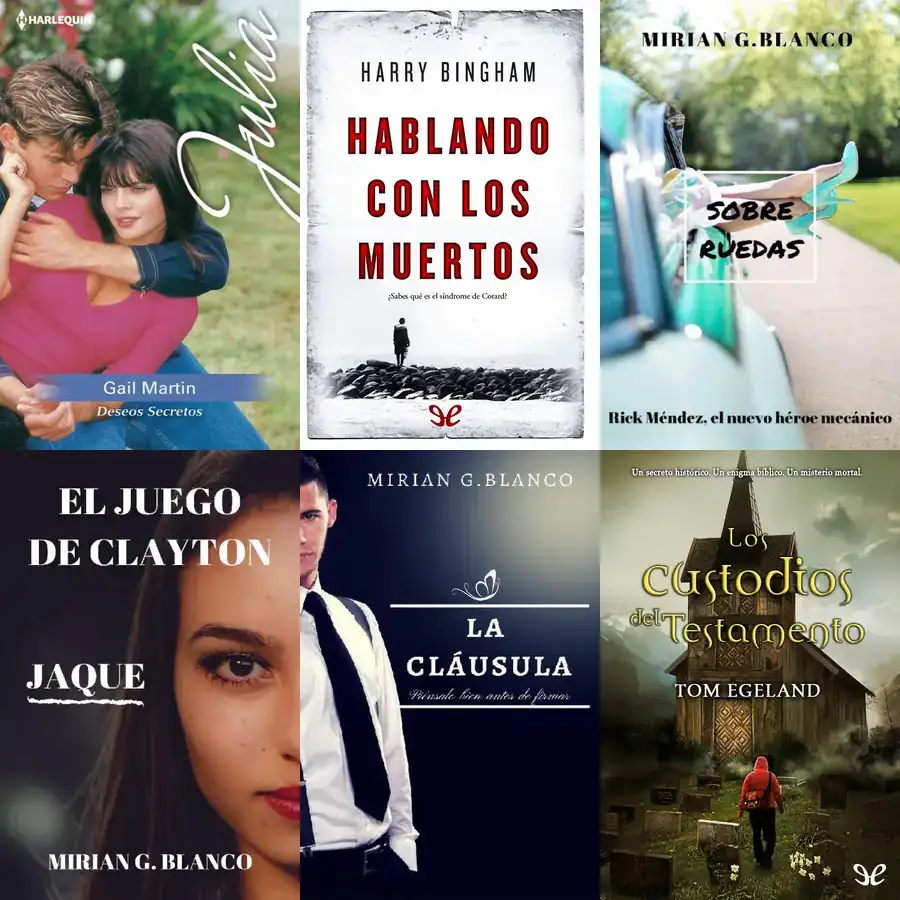 HARLEQUIN
Julia
Gail Martin
Deseos Secretos
HARRY BINGHAM
HABLANDO
CON LOS
MUERTOS
¿Sabes qué es el síndrome de Cotard?
MIRIAN G.BLANCO
SOBRE
RUEDAS
Rick Méndez, el nuevo héroe mecánico
EL JUEGO
DE CLAYTON
JAQUE
MIRIAN G. BLANCO
MIRIAN G.BLANCO
LA
CLÁUSULA
Piénsale bien antes de firmar
Un secreto histórico. Un enigma bíblico. Un misterio mortal.
Los
custodios
del Testamento
TOM EGELAND